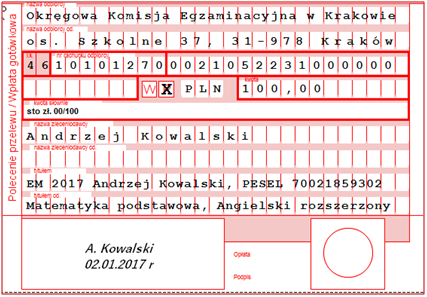 nazwa odbiorcy
Okręgowa Komisja Egzaminacyjna w Krakowie
nazwa odbiorcy cd.
os. Szkolne 37, 31-978 Kraków
l.k. nr rachunku odbiorcy
46101012700021052231000000
kwota
W X PLN 100,00
kwota słownie
sto zł. 00/100
nazwa zleceniodawcy
Andrzej Kowalski
nazwa zleceniodawcy cd.
tytułem
EM 2017 Andrzej Kowalski, PESEL 70021859302
tytułem cd.
Matematyka podstawowa, Angielski rozszerzony
Polecenie przelewu / Wpłata gotówkowa
A. Kowalski
02.01.2017 r
Opłata
Podpis